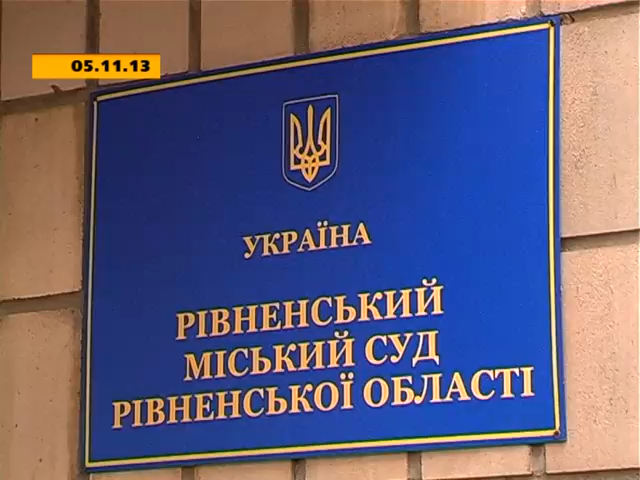 05.11.13
УКРАЇНА
РІВНЕНСЬКИЙ
МІСЬКИЙ СУД
РІВНЕНСЬКОЇ ОБЛАСТІ